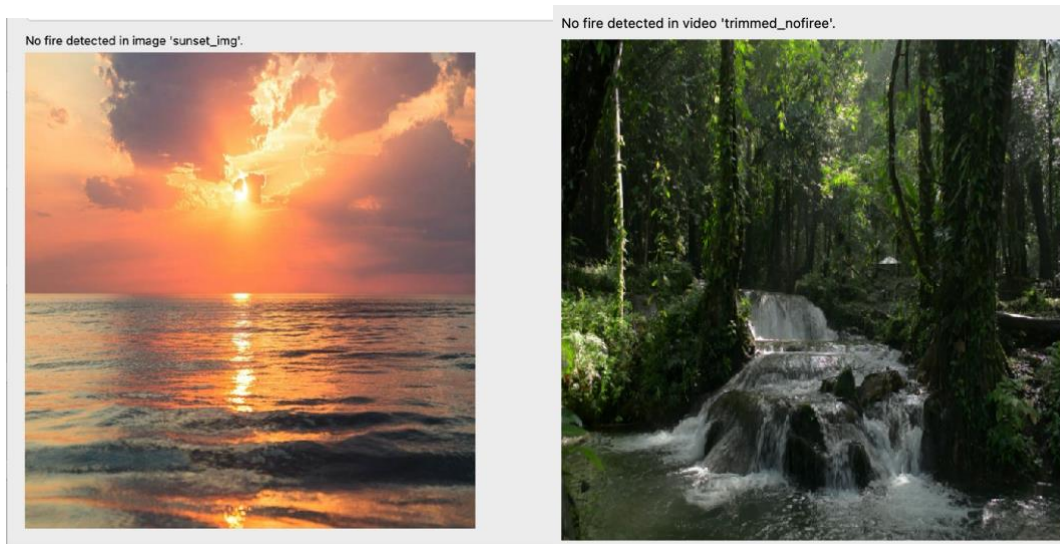 No fire detected in image 'sunset_img'.
No fire detected in video 'trimmed_nofiree'.